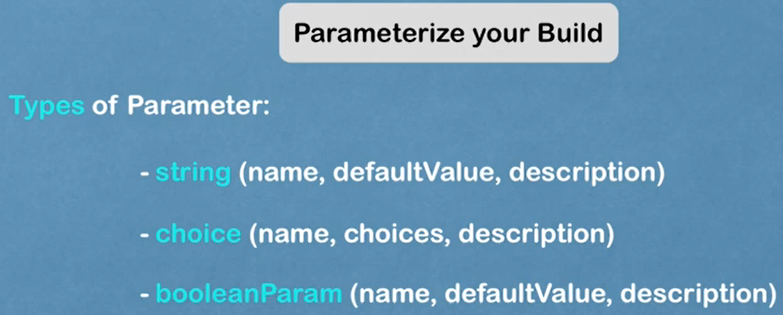 Parameterize your Build
Types of Parameter:
- string (name, defaultValue, description)
- choice (name, choices, description)
- booleanParam (name, defaultValue, description)